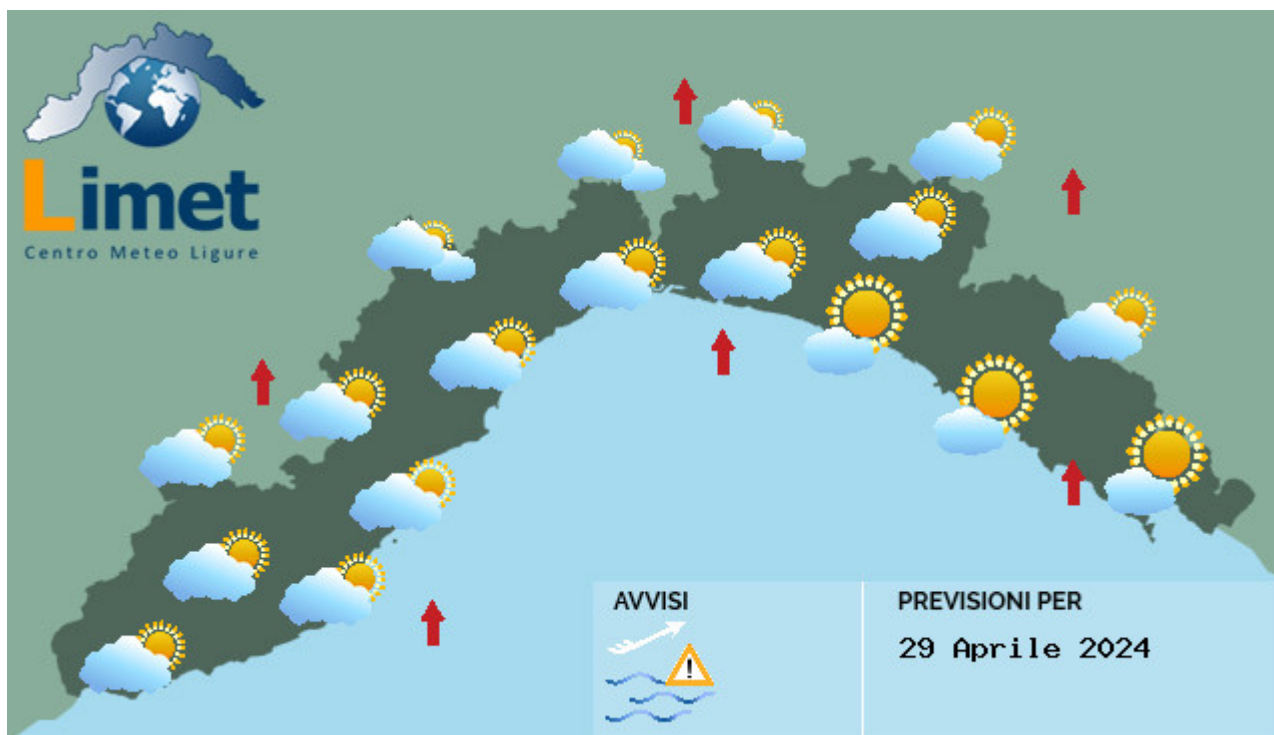 Limet
Centro Meteo Ligure
AVVISI
!
PREVISIONI PER
29 Aprile 2024